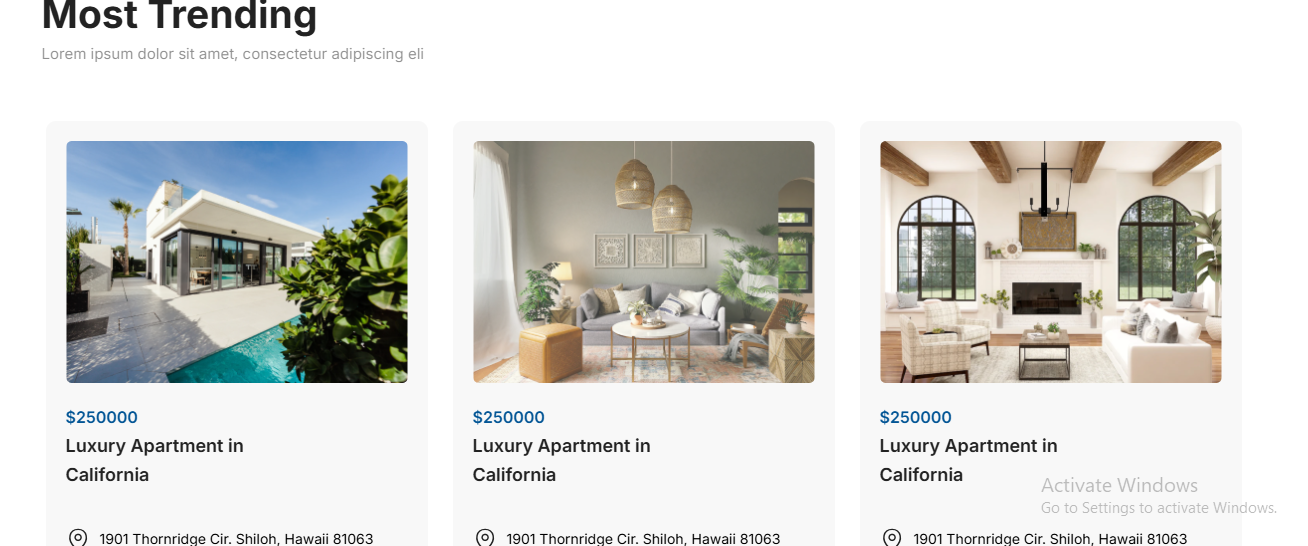 Most Trending
Lorem ipsum dolor sit amet, consectetur adipiscing eli
$250000
Luxury Apartment in
California
1901 Thornridge Cir. Shiloh, Hawaii 81063
$250000
Luxury Apartment in
California
1901 Thornridge Cir. Shiloh, Hawaii 81063
$250000
Luxury Apartment in
California
1901 Thornridge Cir. Shiloh, Hawaii 81063
Activate Windows
Go to Settings to activate Windows.